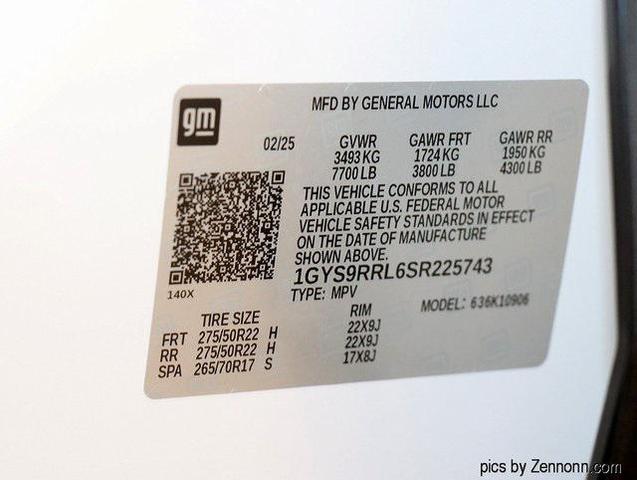 gm
MFD BY GENERAL MOTORS LLC
02/25 GVWR GAWR FRT GAWR RR
3493 KG 1724 KG 1950 KG
7700 LB 3800 LB 4300 LB
THIS VEHICLE CONFORMS TO ALL
APPLICABLE U.S. FEDERAL MOTOR
VEHICLE SAFETY STANDARDS IN EFFECT
ON THE DATE OF MANUFACTURE
SHOWN ABOVE.
1GYS9RRL6SR225743
140X TYPE: MPV MODEL: 636K10906
TIRE SIZE RIM
FRT 275/50R22 H 22X9J
RR 275/50R22 H 22X9J
SPA 265/70R17 S 17X8J
pics by Zennonn.com